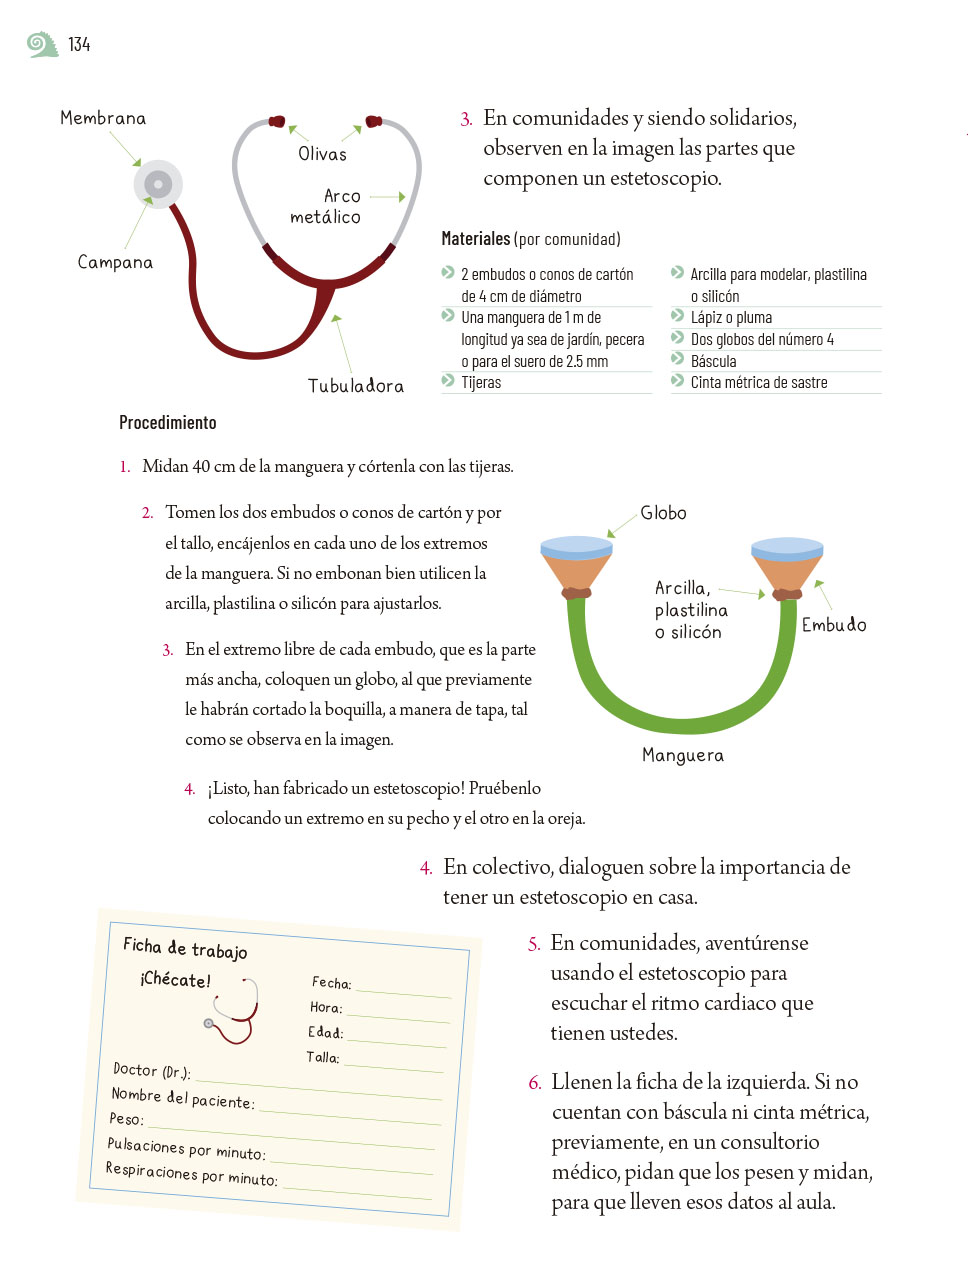 134
Membrana
Olivas
Arco
metálico
Campana
Tubuladora
3. En comunidades y siendo solidarios,
observen en la imagen las partes que
componen un estetoscopio.
Materiales (por comunidad)
2 embudos o conos de cartón
de 4 cm de diámetro
Una manguera de 1 m de
longitud ya sea de jardín, pecera
o para el suero de 2.5 mm
Tijeras
Arcilla para modelar, plastilina
o silicón
Lápiz o pluma
Dos globos del número 4
Báscula
Cinta métrica de sastre
Procedimiento
1. Midan 40 cm de la manguera y córtenla con las tijeras.
2. Tomen los dos embudos o conos de cartón y por
el tallo, encájenlos en cada uno de los extremos
de la manguera. Si no embonan bien utilicen la
arcilla, plastilina o silicón para ajustarlos.
3. En el extremo libre de cada embudo, que es la parte
más ancha, coloquen un globo, al que previamente
le habrán cortado la boquilla, a manera de tapa, tal
como se observa en la imagen.
4. ¡Listo, han fabricado un estetoscopio! Pruébenlo
colocando un extremo en su pecho y el otro en la oreja.
Globo
Arcilla,
plastilina
o silicón
Embudo
Manguera
4. En colectivo, dialoguen sobre la importancia de
tener un estetoscopio en casa.
5. En comunidades, aventúrense
usando el estetoscopio para
escuchar el ritmo cardiaco que
tienen ustedes.
6. Llenen la ficha de la izquierda. Si no
cuentan con báscula ni cinta métrica,
previamente, en un consultorio
médico, pidan que los pesen y midan,
para que lleven esos datos al aula.
Ficha de trabajo
¡Chécate!
Fecha:
Hora:
Edad:
Talla:
Doctor (Dr.):
Nombre del paciente:
Peso:
Pulsaciones por minuto:
Respiraciones por minuto: